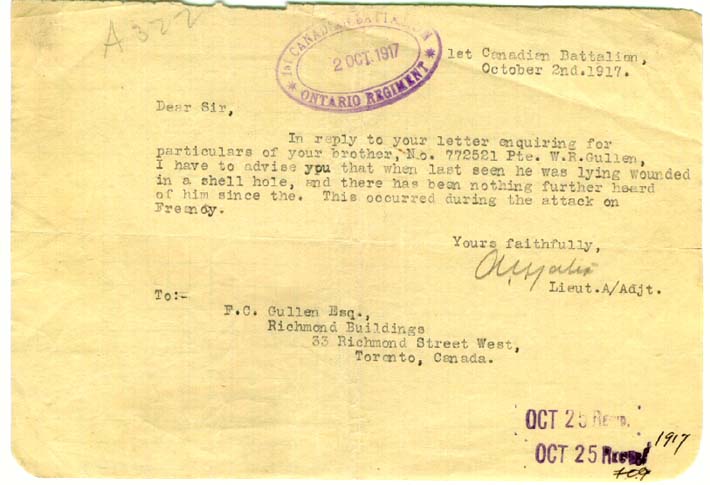 A322
1st CANADIAN BATTALION
2 OCT. 1917
* ONTARIO REGIMENT *
1st Canadian Battalion,
October 2nd.1917.
Dear Sir,
In reply to your letter enquiring for
particulars of your brother, No. 772521 Pte. W.R.Gullen,
I have to advise you that when last seen he was lying wounded
in a shell hole, and there has been nothing further heard
of him since the. This occurred during the attack on
Fresnoy.
Yours faithfully,
Lieut.A/Adjt.
To:-
F.C. Gullen Esq.,
Richmond Buildings
33 Richmond Street West,
Toronto, Canada.
OCT 25 REC'D.
OCT 25 1917